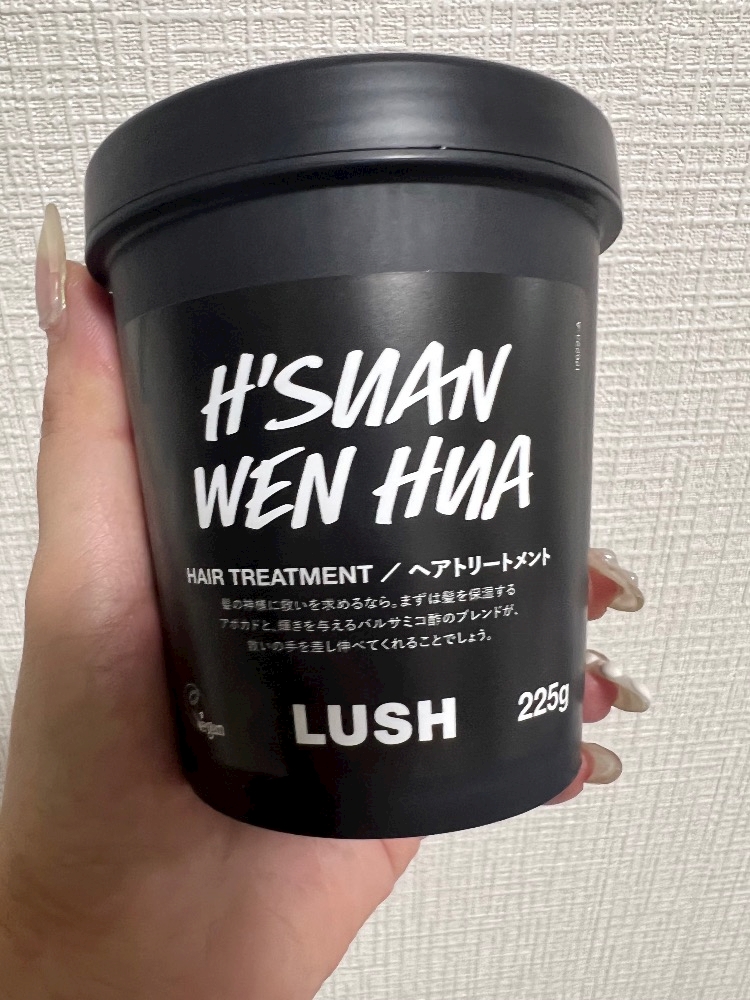 H'SUAN
WEN HUA
HAIR TREATMENT / ヘアトリートメント
髪の神様に救いを求めるなら。まずは髪を保湿する
アボカドと、輝きを与えるバルサミコ酢のブレンドが、
救いの手を差し伸べてくれることでしょう。
Vegan
LUSH
225g